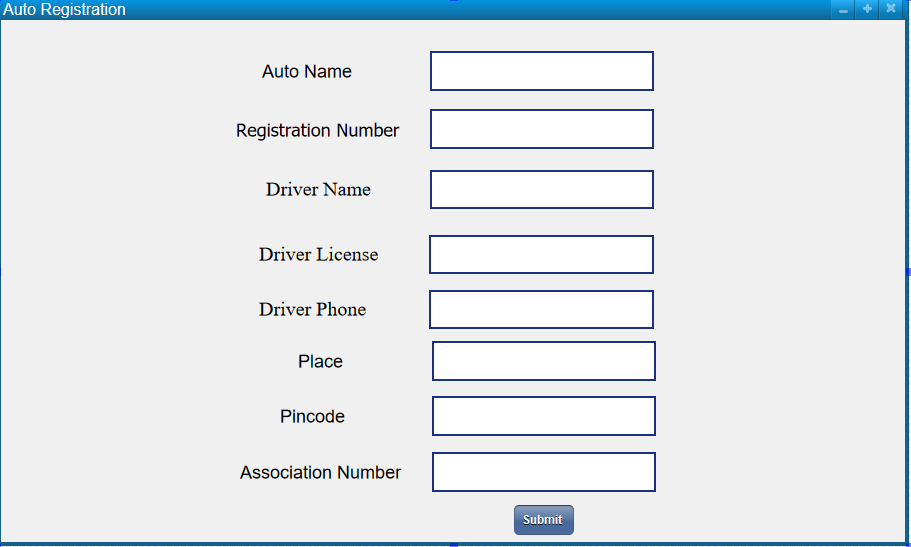 Auto Registration
Auto Name
Registration Number
Driver Name
Driver License
Driver Phone
Place
Pincode
Association Number
Submit